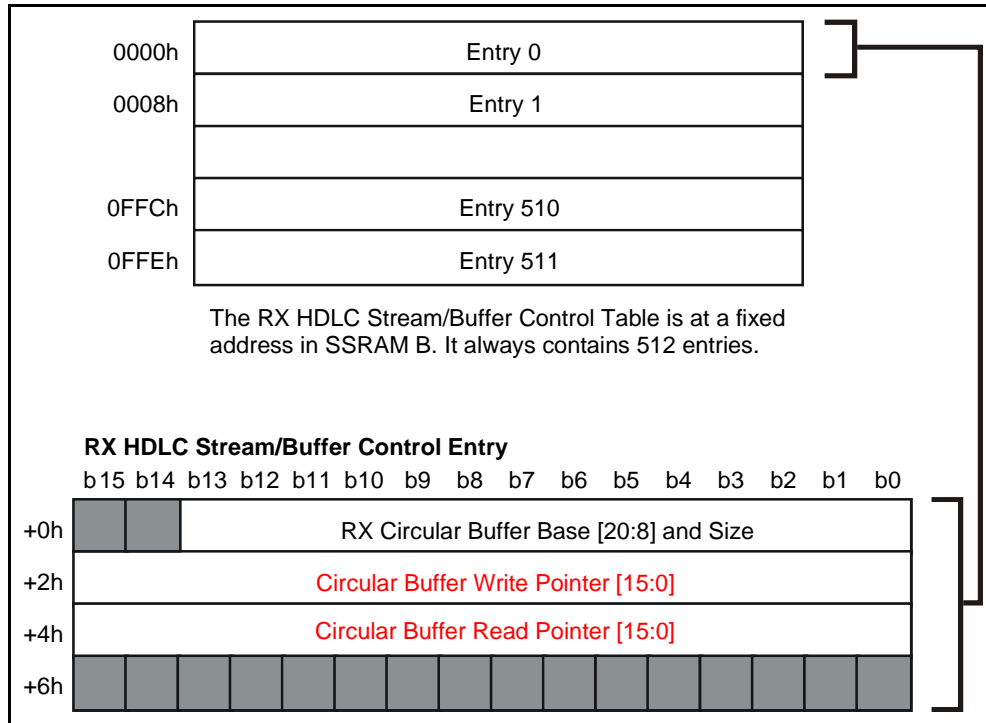 0000h Entry 0
0008h Entry 1
0FFCh Entry 510
0FFEh Entry 511
The RX HDLC Stream/Buffer Control Table is at a fixed
address in SSRAM B. It always contains 512 entries.
RX HDLC Stream/Buffer Control Entry
b15 b14 b13 b12 b11 b10 b9 b8 b7 b6 b5 b4 b3 b2 b1 b0
+0h RX Circular Buffer Base [20:8] and Size
+2h Circular Buffer Write Pointer [15:0]
+4h Circular Buffer Read Pointer [15:0]
+6h